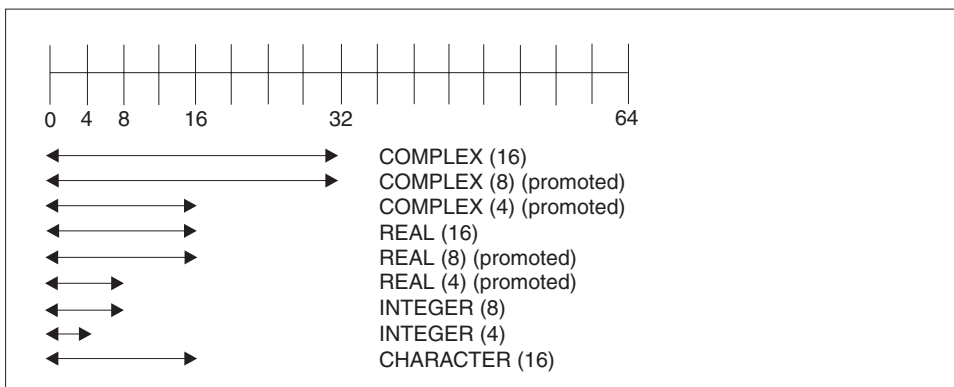 0 4 8 16 32 64
COMPLEX (16)
COMPLEX (8) (promoted)
COMPLEX (4) (promoted)
REAL (16)
REAL (8) (promoted)
REAL (4) (promoted)
INTEGER (8)
INTEGER (4)
CHARACTER (16)